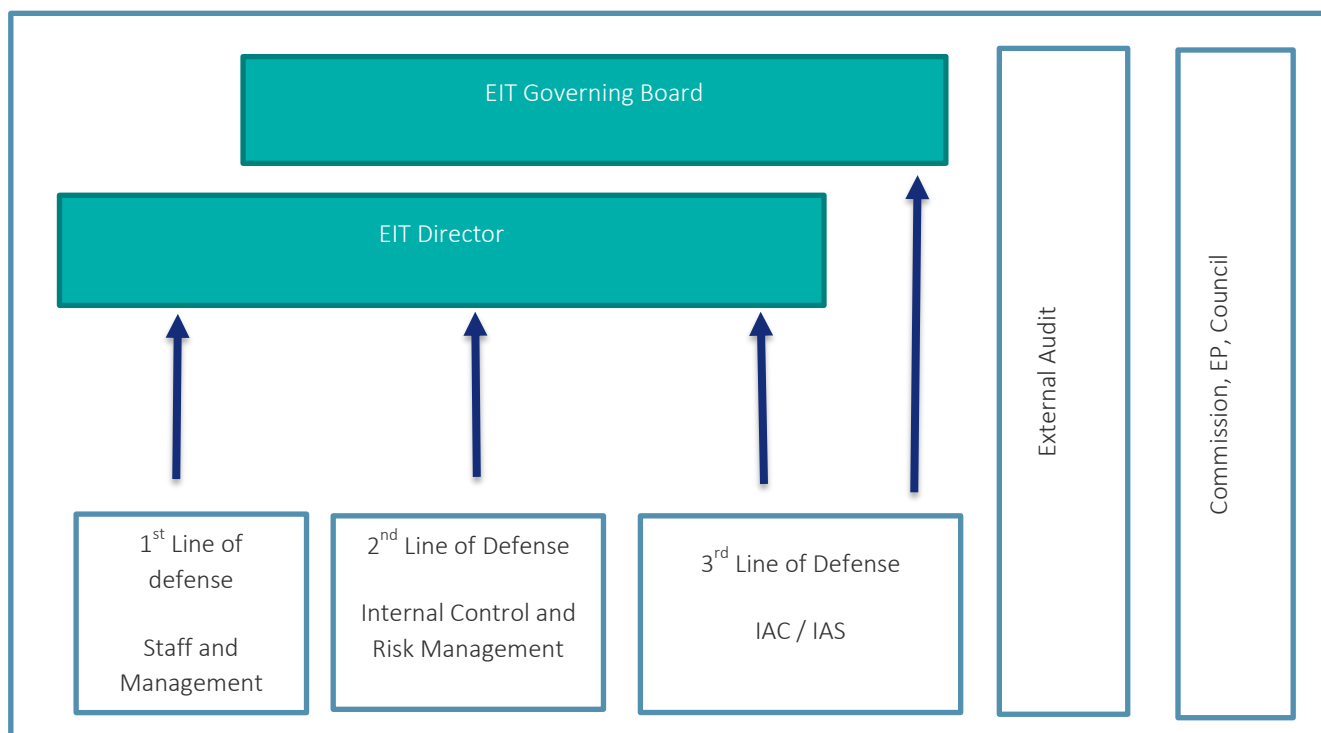 EIT Governing Board
EIT Director
1st Line of
defense
Staff and
Management
2nd Line of Defense
Internal Control and
Risk Management
3rd Line of Defense
IAC / IAS
External Audit
Commission, EP, Council